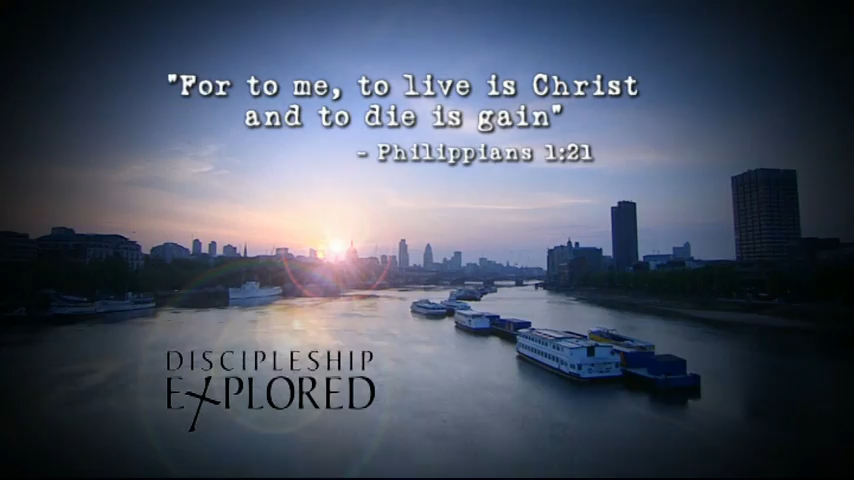 "For to me, to live is Christ
and to die is gain"
- Philippians 1:21
DISCIPLESHIP
EXPLORED